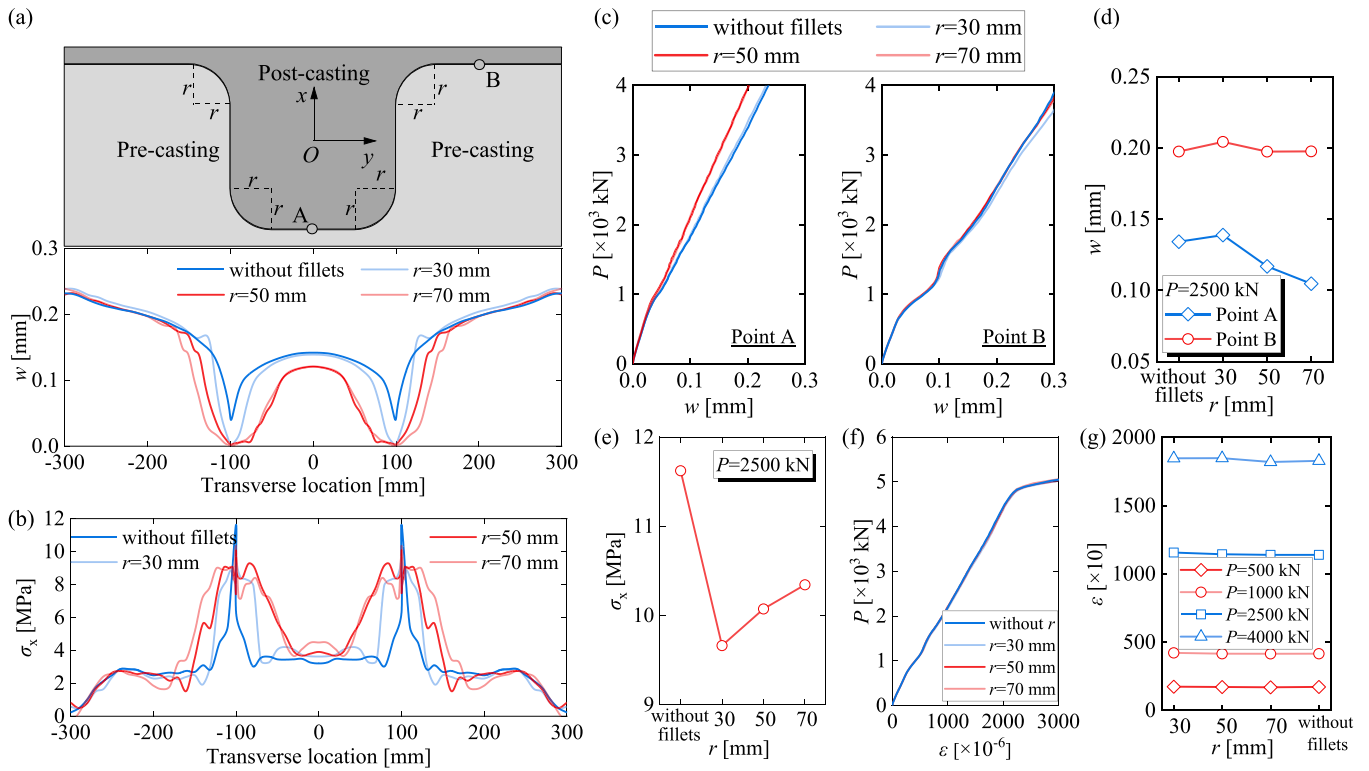 (a)
Post-casting
B
r
r
x
r
r
Pre-casting
Pre-casting
O
y
r
r
A
r
r
0.3
without fillets
r=30 mm
r=50 mm
r=70 mm
0.2
w [mm]
0.1
0.0
-300 -200 -100 0 100 200 300
Transverse location [mm]
(b)
12
without fillets
r=50 mm
r=30 mm
r=70 mm
10
8
σx [MPa]
6
4
2
0
-300 -200 -100 0 100 200 300
Transverse location [mm]
(c)
without fillets
r=30 mm
r=50 mm
r=70 mm
4
3
P [×10³ kN]
2
1
0
Point A
0.0 0.1 0.2 0.3
w [mm]
4
3
P [×10³ kN]
2
1
0
Point B
0.0 0.1 0.2 0.3
w [mm]
(d)
0.25
0.20
w [mm]
0.15
0.10
0.05
P=2500 kN
Point A
Point B
without fillets 30 50 70
r [mm]
(e)
12
P=2500 kN
11
σx [MPa]
10
9
without fillets 30 50 70
r [mm]
(f)
6
5
4
P [×10³ kN]
3
2
1
0
without r
r=30 mm
r=50 mm
r=70 mm
0 1000 2000 3000
ε [×10⁻⁶]
(g)
2000
1500
ε [×10]
1000
500
0
P=500 kN
P=1000 kN
P=2500 kN
P=4000 kN
30 50 70 without fillets
r [mm]